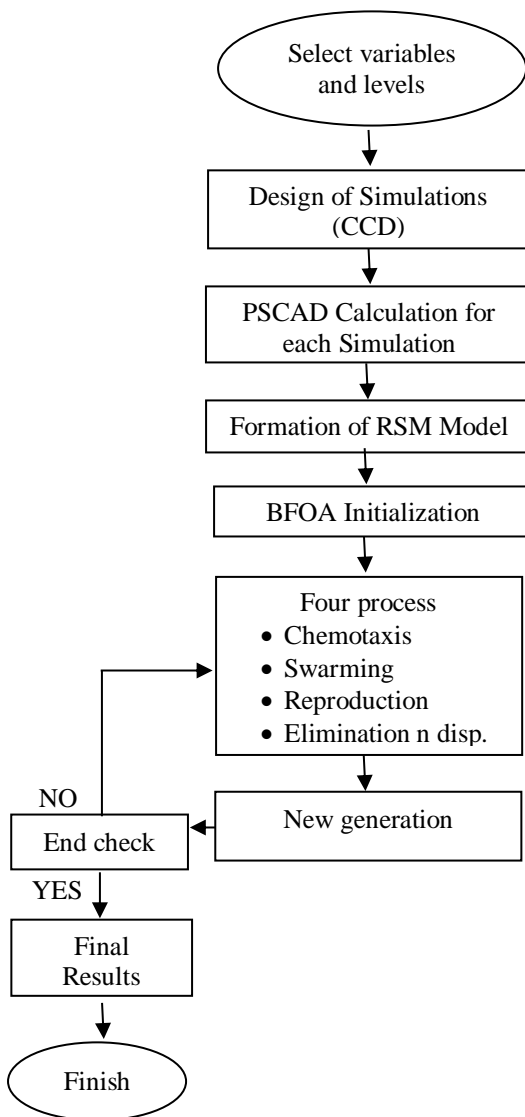 Select variables
and levels
Design of Simulations
(CCD)
PSCAD Calculation for
each Simulation
Formation of RSM Model
BFOA Initialization
Four process
• Chemotaxis
• Swarming
• Reproduction
• Elimination n disp.
New generation
NO
End check
YES
Final
Results
Finish